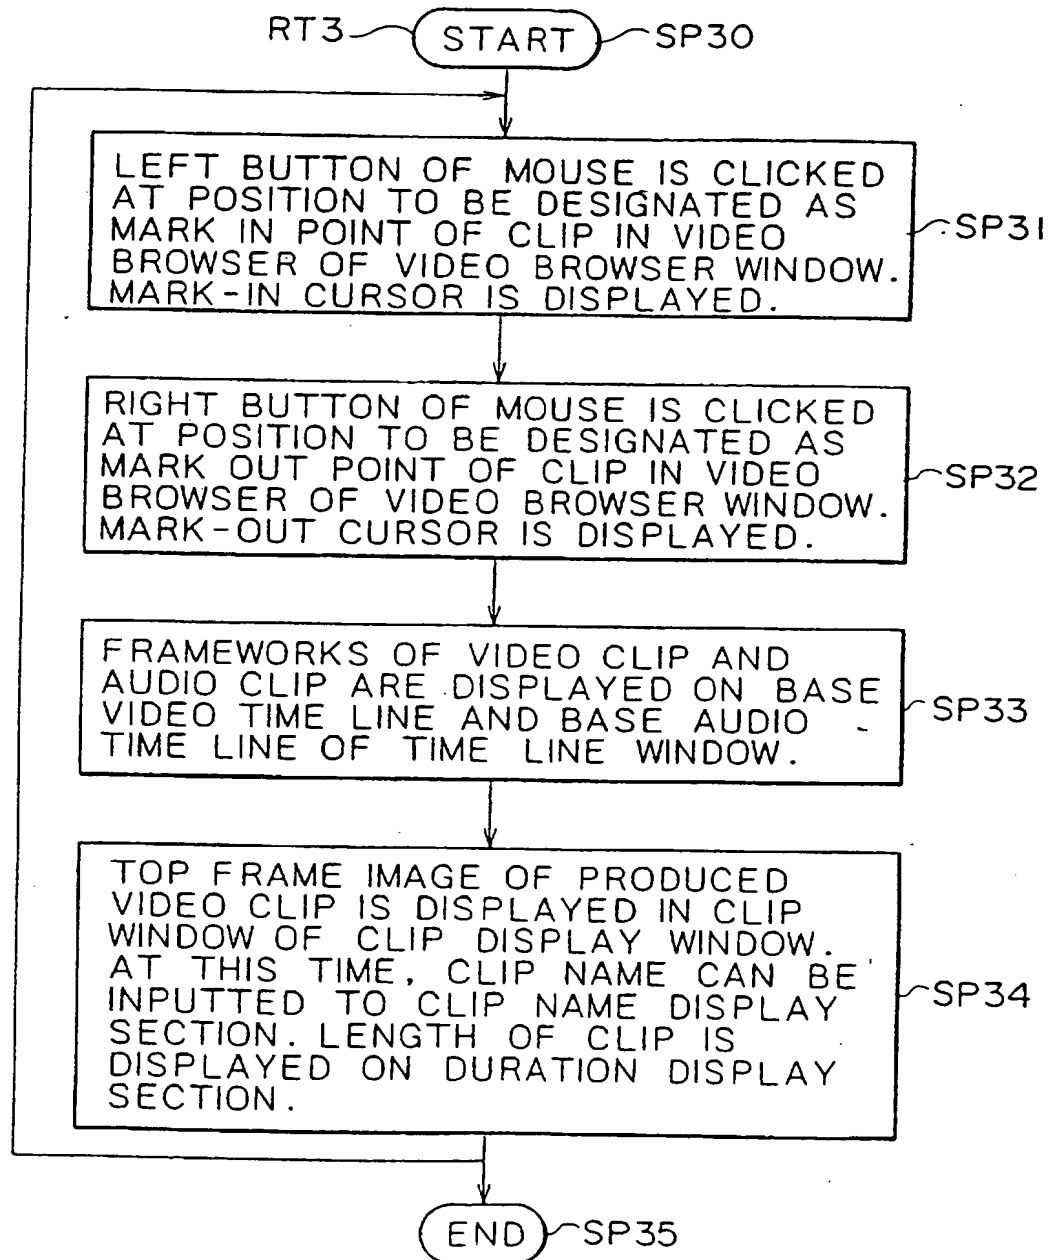 RT3 START SP30
LEFT BUTTON OF MOUSE IS CLICKED
AT POSITION TO BE DESIGNATED AS
MARK IN POINT OF CLIP IN VIDEO
BROWSER OF VIDEO BROWSER WINDOW.
MARK-IN CURSOR IS DISPLAYED.
SP31
RIGHT BUTTON OF MOUSE IS CLICKED
AT POSITION TO BE DESIGNATED AS
MARK OUT POINT OF CLIP IN VIDEO
BROWSER OF VIDEO BROWSER WINDOW.
MARK-OUT CURSOR IS DISPLAYED.
SP32
FRAMEWORKS OF VIDEO CLIP AND
AUDIO CLIP ARE DISPLAYED ON BASE
VIDEO TIME LINE AND BASE AUDIO
TIME LINE OF TIME LINE WINDOW.
SP33
TOP FRAME IMAGE OF PRODUCED
VIDEO CLIP IS DISPLAYED IN CLIP
WINDOW OF CLIP DISPLAY WINDOW.
AT THIS TIME, CLIP NAME CAN BE
INPUTTED TO CLIP NAME DISPLAY
SECTION. LENGTH OF CLIP IS
DISPLAYED ON DURATION DISPLAY
SECTION.
SP34
END SP35